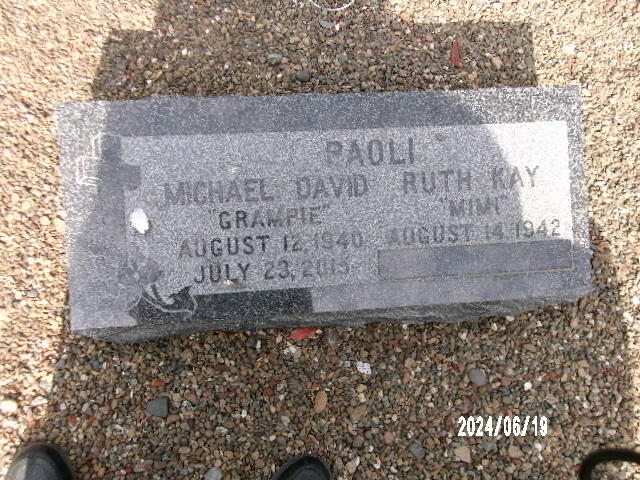 PAOLI
MICHAEL DAVID RUTH KAY
"GRAMPIE" "MIMI"
AUGUST 12, 1940 AUGUST 14, 1942
JULY 23, 2015
2024/06/19